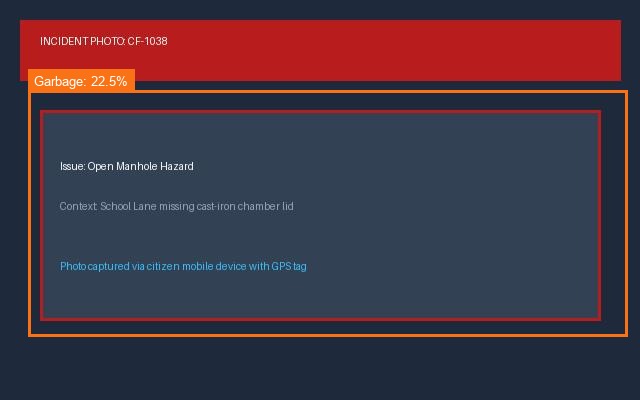 INCIDENT PHOTO: CF-1038
Garbage: 22.5%
Issue: Open Manhole Hazard
Context: School Lane missing cast-iron chamber lid
Photo captured via citizen mobile device with GPS tag